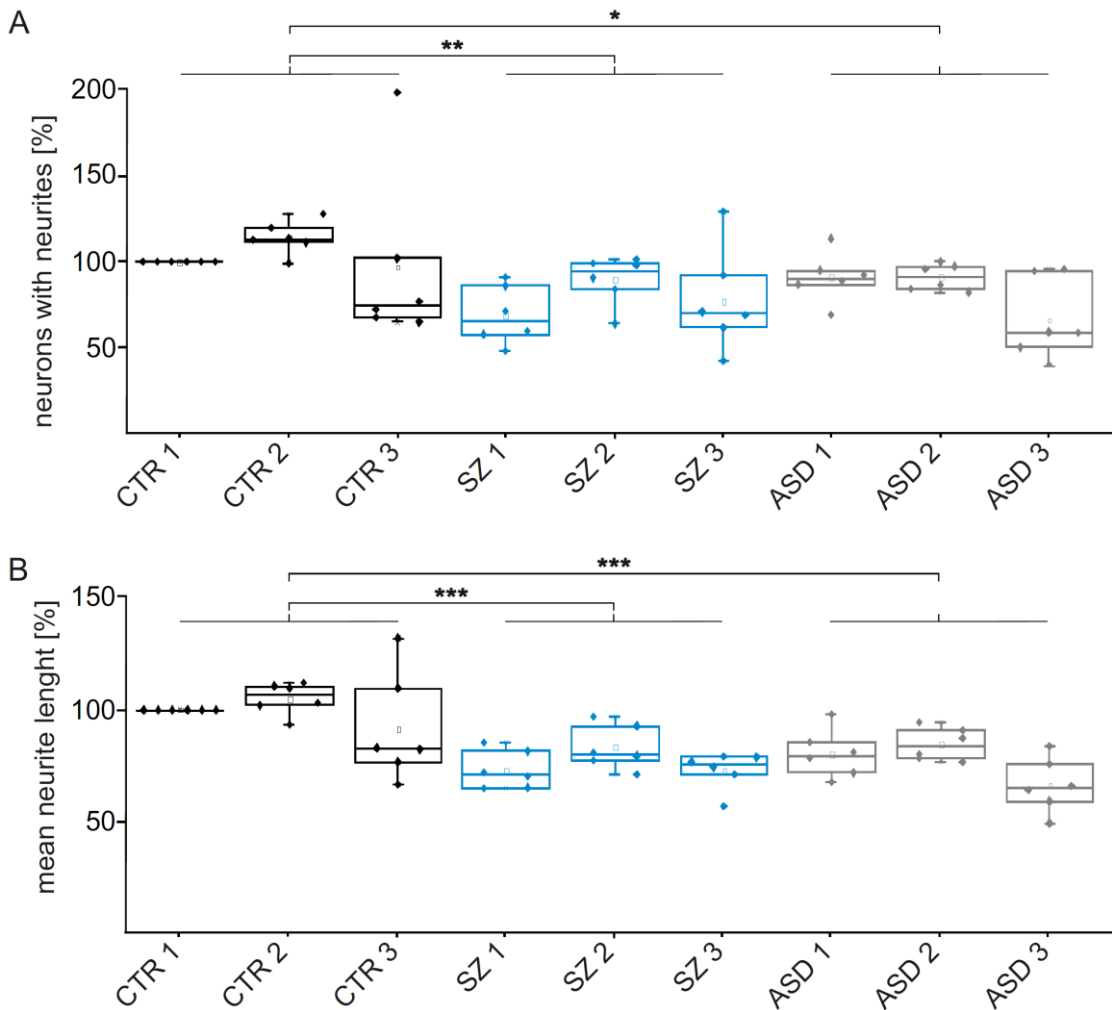 A
*
**
200
150
100
50
neurons with neurites [%]
CTR 1
CTR 2
CTR 3
SZ 1
SZ 2
SZ 3
ASD 1
ASD 2
ASD 3
B
***
***
150
100
50
mean neurite lenght [%]
CTR 1
CTR 2
CTR 3
SZ 1
SZ 2
SZ 3
ASD 1
ASD 2
ASD 3